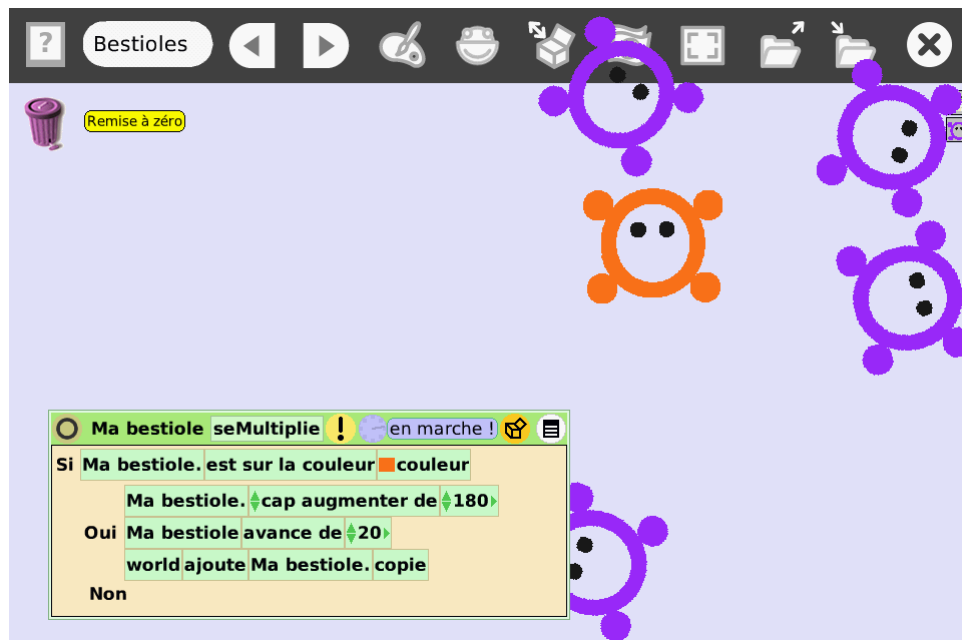 ?
Bestioles
Remise à zéro
Ma bestiole seMultiplie ! en marche !
Si Ma bestiole. est sur la couleur couleur
Ma bestiole. cap augmenter de 180
Oui Ma bestiole avance de 20
world ajoute Ma bestiole. copie
Non